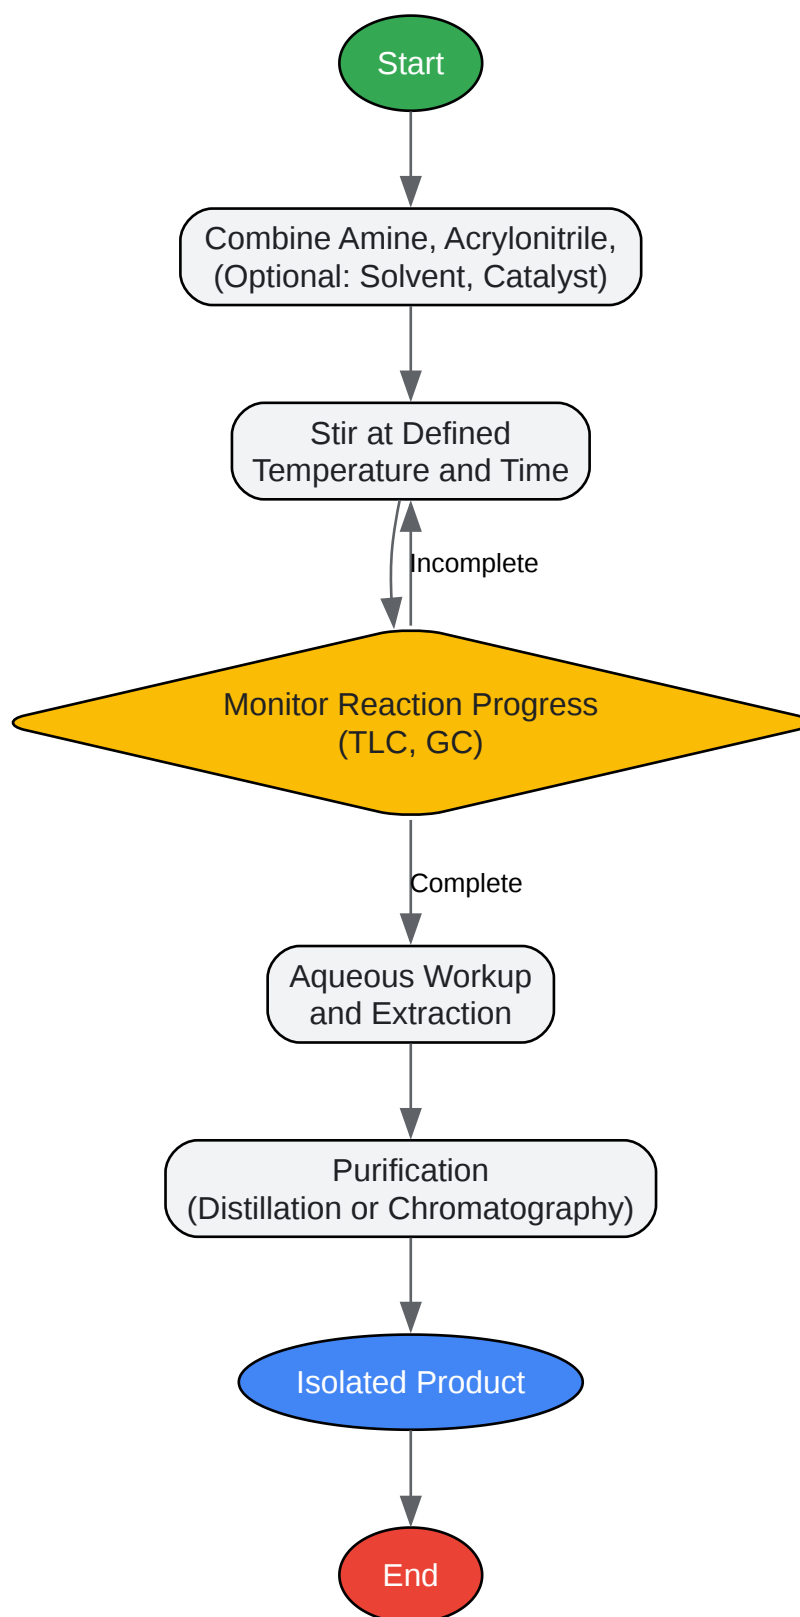 Start
Combine Amine, Acrylonitrile,
(Optional: Solvent, Catalyst)
Stir at Defined
Temperature and Time
Incomplete
Monitor Reaction Progress
(TLC, GC)
Complete
Aqueous Workup
and Extraction
Purification
(Distillation or Chromatography)
Isolated Product
End